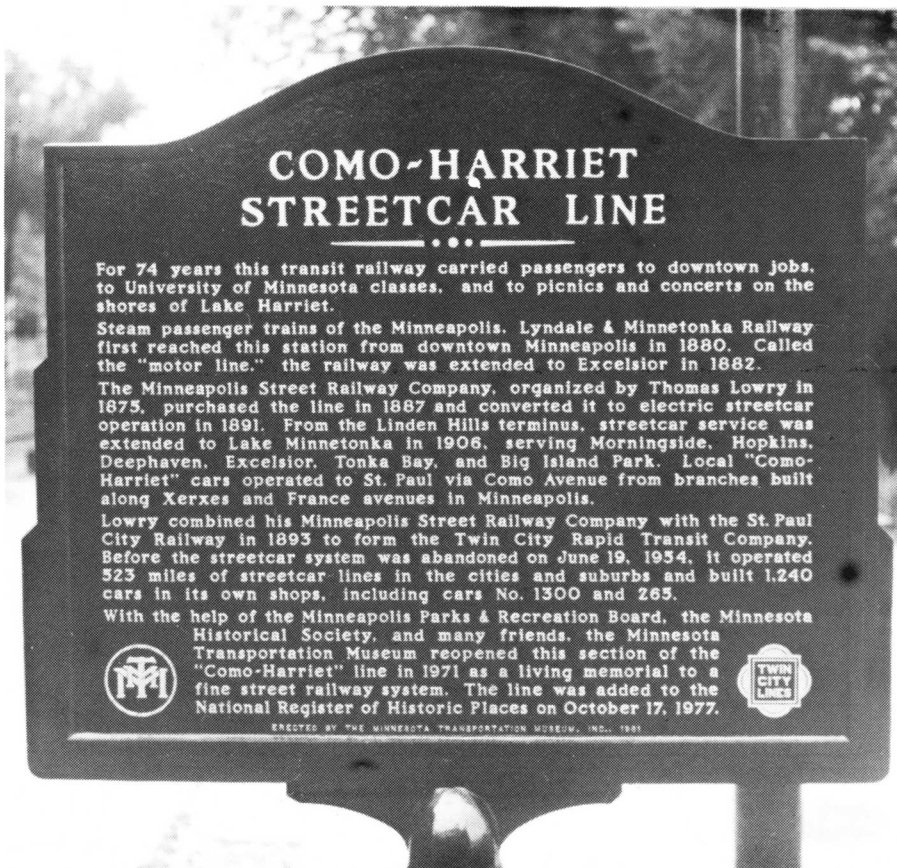 COMO-HARRIET
STREETCAR LINE
For 74 years this transit railway carried passengers to downtown jobs,
to University of Minnesota classes, and to picnics and concerts on the
shores of Lake Harriet.
Steam passenger trains of the Minneapolis, Lyndale & Minnetonka Railway
first reached this station from downtown Minneapolis in 1880. Called
the "motor line," the railway was extended to Excelsior in 1882.
The Minneapolis Street Railway Company, organized by Thomas Lowry in
1875, purchased the line in 1887 and converted it to electric streetcar
operation in 1891. From the Linden Hills terminus, streetcar service was
extended to Lake Minnetonka in 1906, serving Morningside, Hopkins,
Deephaven, Excelsior, Tonka Bay, and Big Island Park. Local "Como-
Harriet" cars operated to St. Paul via Como Avenue from branches built
along Xerxes and France avenues in Minneapolis.
Lowry combined his Minneapolis Street Railway Company with the St. Paul
City Railway in 1893 to form the Twin City Rapid Transit Company.
Before the streetcar system was abandoned on June 19, 1954, it operated
523 miles of streetcar lines in the cities and suburbs and built 1,240
cars in its own shops, including cars No. 1300 and 265.
With the help of the Minneapolis Parks & Recreation Board, the Minnesota
Historical Society, and many friends, the Minnesota
Transportation Museum reopened this section of the
"Como-Harriet" line in 1971 as a living memorial to a
fine street railway system. The line was added to the
National Register of Historic Places on October 17, 1977.
MTM
TWIN
CITY
LINES
ERECTED BY THE MINNESOTA TRANSPORTATION MUSEUM, INC., 1981